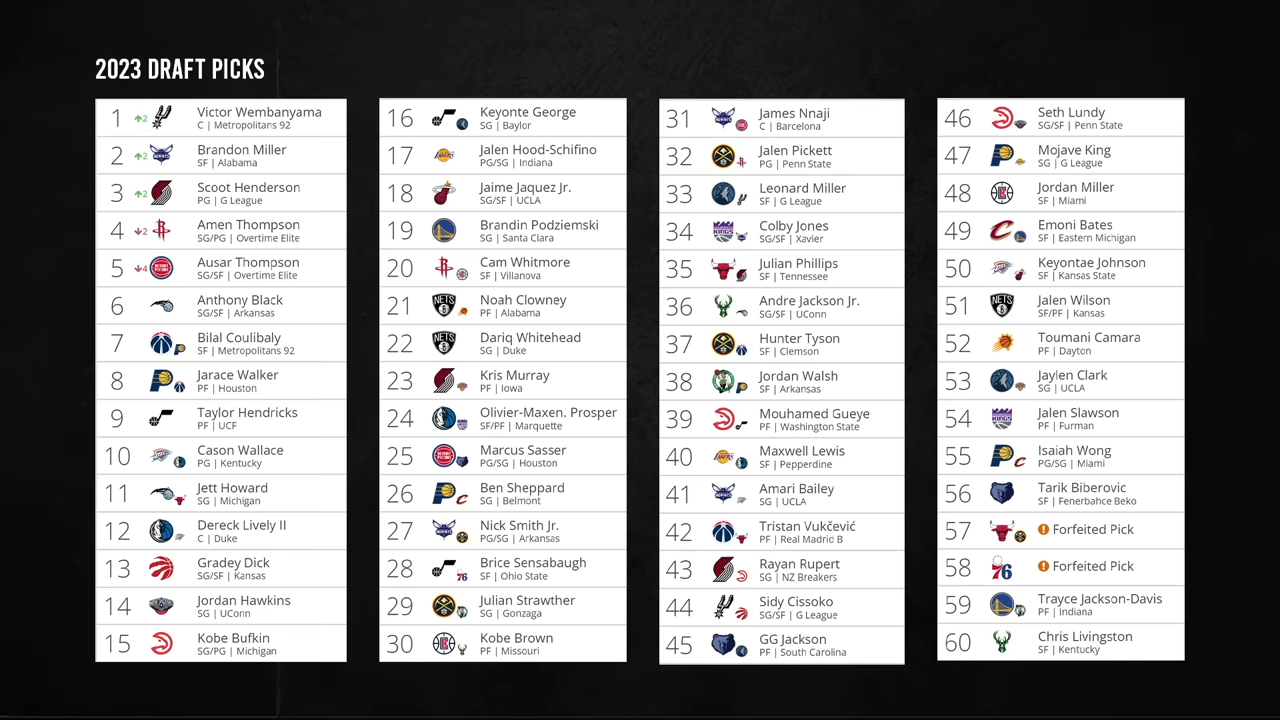 2023 DRAFT PICKS
1 2 Victor Wembanyama
C | Metropolitans 92
2 2 Brandon Miller
SF | Alabama
3 2 Scoot Henderson
PG | G League
4 2 Amen Thompson
SG/PG | Overtime Elite
5 4 Ausar Thompson
SG/SF | Overtime Elite
6 Anthony Black
SG/SF | Arkansas
7 Bilal Coulibaly
SF | Metropolitans 92
8 Jarace Walker
PF | Houston
9 Taylor Hendricks
PF | UCF
10 Cason Wallace
PG | Kentucky
11 Jett Howard
SG | Michigan
12 Dereck Lively II
C | Duke
13 Gradey Dick
SG/SF | Kansas
14 Jordan Hawkins
SG | UConn
15 Kobe Bufkin
SG/PG | Michigan
16 Keyonte George
SG | Baylor
17 Jalen Hood-Schifino
PG/SG | Indiana
18 Jaime Jaquez Jr.
SG/SF | UCLA
19 Brandin Podziemski
SG | Santa Clara
20 Cam Whitmore
SF | Villanova
21 NETS Noah Clowney
PF | Alabama
22 NETS Dariq Whitehead
SG | Duke
23 Kris Murray
PF | Iowa
24 Olivier-Maxen. Prosper
SF/PF | Marquette
25 Marcus Sasser
PG/SG | Houston
26 Ben Sheppard
SG | Belmont
27 Nick Smith Jr.
PG/SG | Arkansas
28 76 Brice Sensabaugh
SF | Ohio State
29 Julian Strawther
SG | Gonzaga
30 Kobe Brown
PF | Missouri
31 James Nnaji
C | Barcelona
32 Jalen Pickett
PG | Penn State
33 Leonard Miller
SF | G League
34 KINGS Colby Jones
SG/SF | Xavier
35 Julian Phillips
SF | Tennessee
36 Andre Jackson Jr.
SG/SF | UConn
37 Hunter Tyson
SF | Clemson
38 Jordan Walsh
SF | Arkansas
39 Mouhamed Gueye
PF | Washington State
40 Maxwell Lewis
SF | Pepperdine
41 Amari Bailey
SG | UCLA
42 Tristan Vukčević
PF | Real Madrid B
43 Rayan Rupert
SG | NZ Breakers
44 Sidy Cissoko
SG/SF | G League
45 GG Jackson
PF | South Carolina
46 Seth Lundy
SG/SF | Penn State
47 Mojave King
SG | G League
48 Jordan Miller
SF | Miami
49 Emoni Bates
SF | Eastern Michigan
50 Keyontae Johnson
SF | Kansas State
51 NETS Jalen Wilson
SF/PF | Kansas
52 Toumani Camara
PF | Dayton
53 Jaylen Clark
SG | UCLA
54 KINGS Jalen Slawson
PF | Furman
55 Isaiah Wong
PG/SG | Miami
56 Tarik Biberovic
SF | Fenerbahce Beko
57 Forfeited Pick
58 76 Forfeited Pick
59 Trayce Jackson-Davis
PF | Indiana
60 Chris Livingston
SF | Kentucky